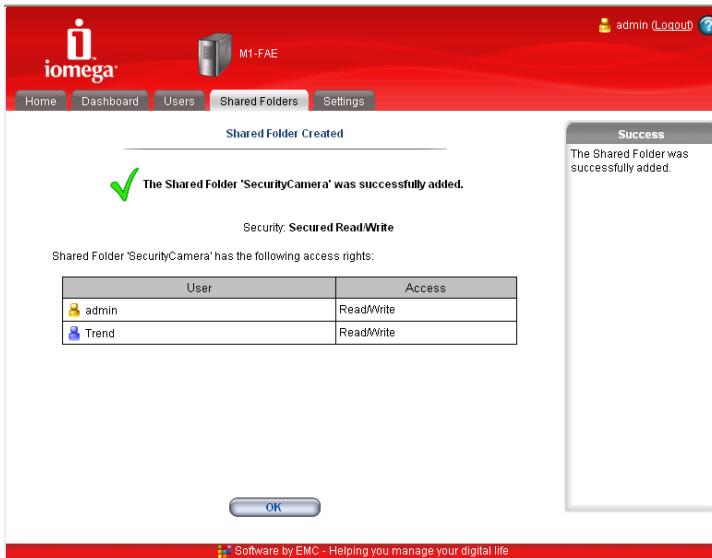 admin (Logout) ?
iomega
M1-FAE
Home Dashboard Users Shared Folders Settings
Shared Folder Created
The Shared Folder 'SecurityCamera' was successfully added.
Security: Secured Read/Write
Shared Folder 'SecurityCamera' has the following access rights:
User Access
admin Read/Write
Trend Read/Write
OK
Success
The Shared Folder was
successfully added.
Software by EMC - Helping you manage your digital life